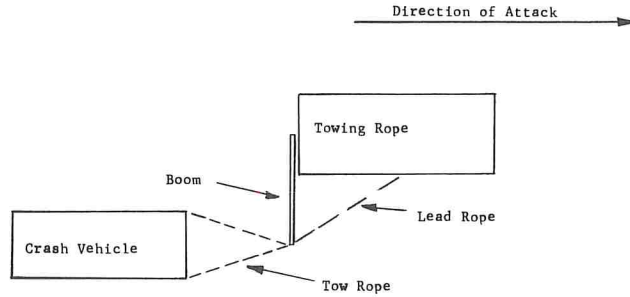 Direction of Attack
Towing Rope
Boom
Lead Rope
Crash Vehicle
Tow Rope